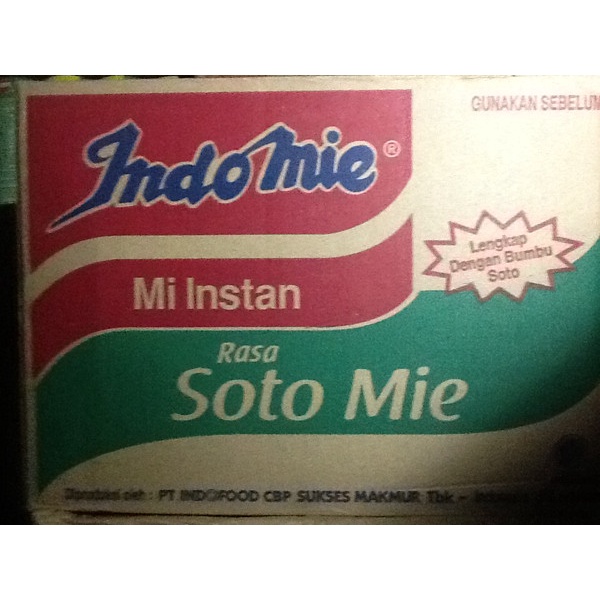 GUNAKAN SEBELUM
Indomie®
Lengkap
Dengan Bumbu
Soto
Mi Instan
Rasa
Soto Mie
Diproduksi oleh : PT INDOFOOD CBP SUKSES MAKMUR Tbk –